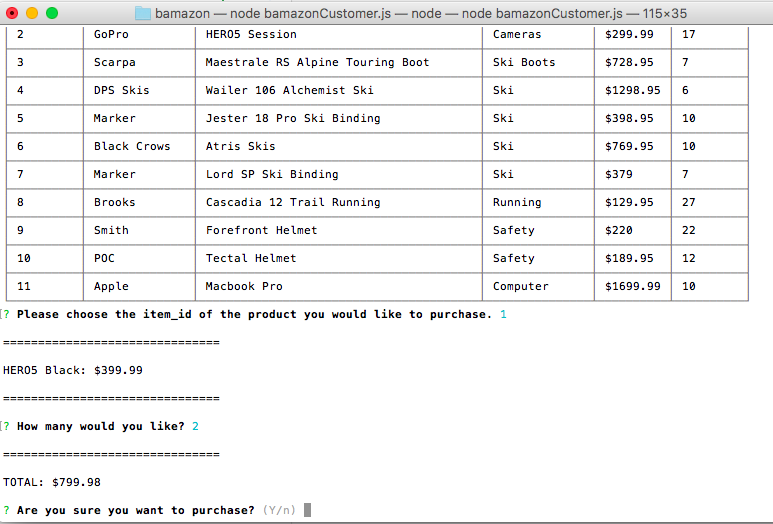 bamazon — node bamazonCustomer.js — node — node bamazonCustomer.js — 115×35
2 GoPro HERO5 Session Cameras $299.99 17
3 Scarpa Maestrale RS Alpine Touring Boot Ski Boots $728.95 7
4 DPS Skis Wailer 106 Alchemist Ski Ski $1298.95 6
5 Marker Jester 18 Pro Ski Binding Ski $398.95 10
6 Black Crows Atris Skis Ski $769.95 10
7 Marker Lord SP Ski Binding Ski $379 7
8 Brooks Cascadia 12 Trail Running Running $129.95 27
9 Smith Forefront Helmet Safety $220 22
10 POC Tectal Helmet Safety $189.95 12
11 Apple Macbook Pro Computer $1699.99 10
[? Please choose the item_id of the product you would like to purchase. 1
===============================
HERO5 Black: $399.99
===============================
[? How many would you like? 2
===============================
TOTAL: $799.98
? Are you sure you want to purchase? (Y/n)